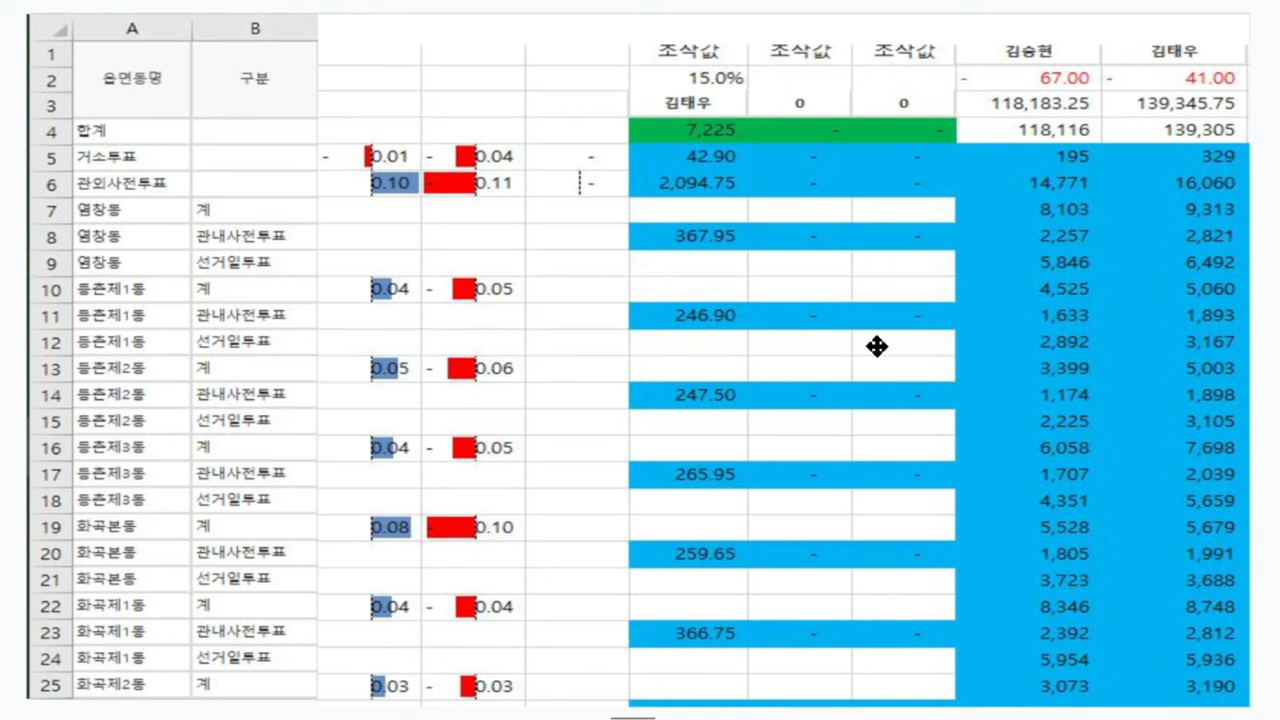 A B
1 조작값 조작값 조작값 김승현 김태우
2 읍면동명 구분 15.0% - 67.00 - 41.00
3 김태우 0 0 118,183.25 139,345.75
4 합계 7,225 - - 118,116 139,305
5 거소투표 - 0.01 - 0.04 - 42.90 - - 195 329
6 관외사전투표 0.10 - 0.11 - 2,094.75 - - 14,771 16,060
7 염창동 계 8,103 9,313
8 염창동 관내사전투표 367.95 - - 2,257 2,821
9 염창동 선거일투표 5,846 6,492
10 등촌제1동 계 0.04 - 0.05 4,525 5,060
11 등촌제1동 관내사전투표 246.90 - - 1,633 1,893
12 등촌제1동 선거일투표 2,892 3,167
13 등촌제2동 계 0.05 - 0.06 3,399 5,003
14 등촌제2동 관내사전투표 247.50 - - 1,174 1,898
15 등촌제2동 선거일투표 2,225 3,105
16 등촌제3동 계 0.04 - 0.05 6,058 7,698
17 등촌제3동 관내사전투표 265.95 - - 1,707 2,039
18 등촌제3동 선거일투표 4,351 5,659
19 화곡본동 계 0.08 - 0.10 5,528 5,679
20 화곡본동 관내사전투표 259.65 - - 1,805 1,991
21 화곡본동 선거일투표 3,723 3,688
22 화곡제1동 계 0.04 - 0.04 8,346 8,748
23 화곡제1동 관내사전투표 366.75 - - 2,392 2,812
24 화곡제1동 선거일투표 5,954 5,936
25 화곡제2동 계 0.03 - 0.03 3,073 3,190